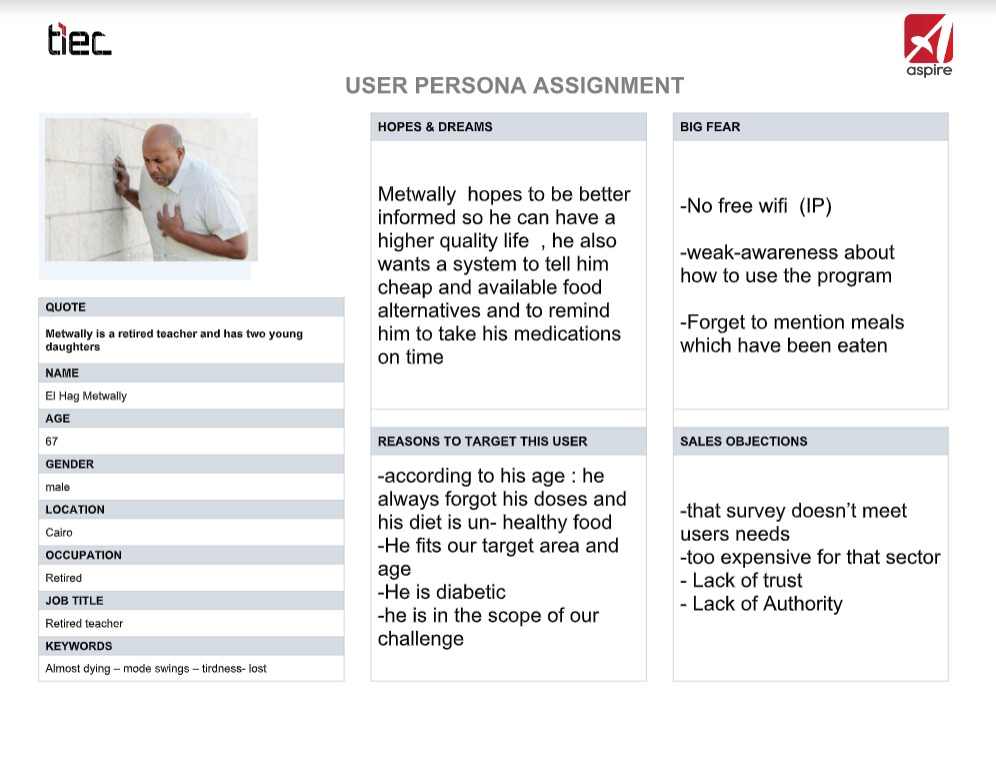 tiec
aspire
USER PERSONA ASSIGNMENT
QUOTE
Metwally is a retired teacher and has two young
daughters
NAME
El Hag Metwally
AGE
67
GENDER
male
LOCATION
Cairo
OCCUPATION
Retired
JOB TITLE
Retired teacher
KEYWORDS
Almost dying – mode swings – tirdness- lost
HOPES & DREAMS
Metwally  hopes to be better
informed so he can have a
higher quality life  , he also
wants a system to tell him
cheap and available food
alternatives and to remind
him to take his medications
on time
BIG FEAR
-No free wifi  (IP)
-weak-awareness about
how to use the program
-Forget to mention meals
which have been eaten
REASONS TO TARGET THIS USER
-according to his age : he
always forgot his doses and
his diet is un- healthy food
-He fits our target area and
age
-He is diabetic
-he is in the scope of our
challenge
SALES OBJECTIONS
-that survey doesn’t meet
users needs
-too expensive for that sector
- Lack of trust
- Lack of Authority